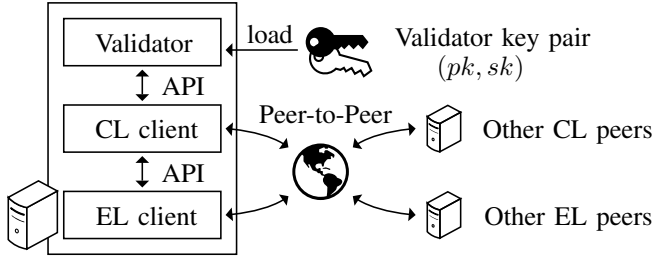 Validator
load
Validator key pair
(pk, sk)
API
CL client
Peer-to-Peer
Other CL peers
API
EL client
Other EL peers